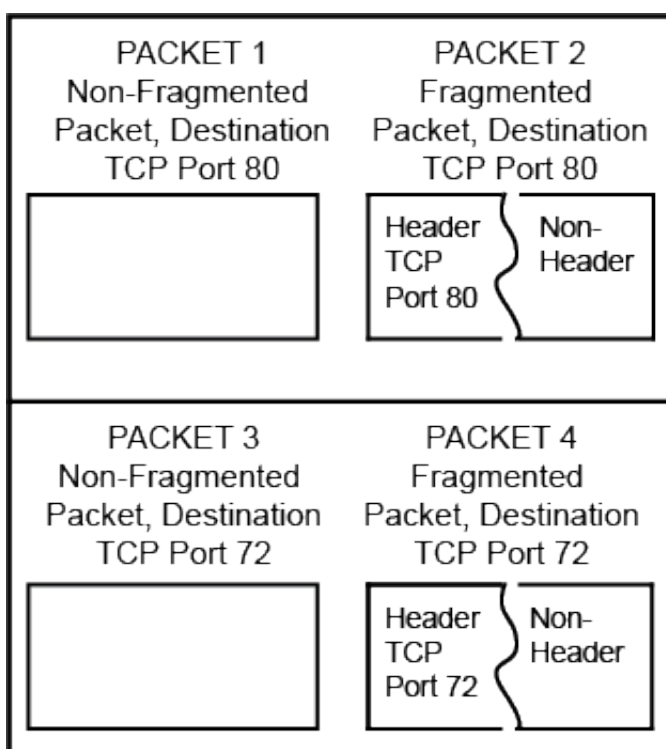 PACKET 1
Non-Fragmented
Packet, Destination
TCP Port 80
PACKET 2
Fragmented
Packet, Destination
TCP Port 80
Header
TCP
Port 80
Non-
Header
PACKET 3
Non-Fragmented
Packet, Destination
TCP Port 72
PACKET 4
Fragmented
Packet, Destination
TCP Port 72
Header
TCP
Port 72
Non-
Header